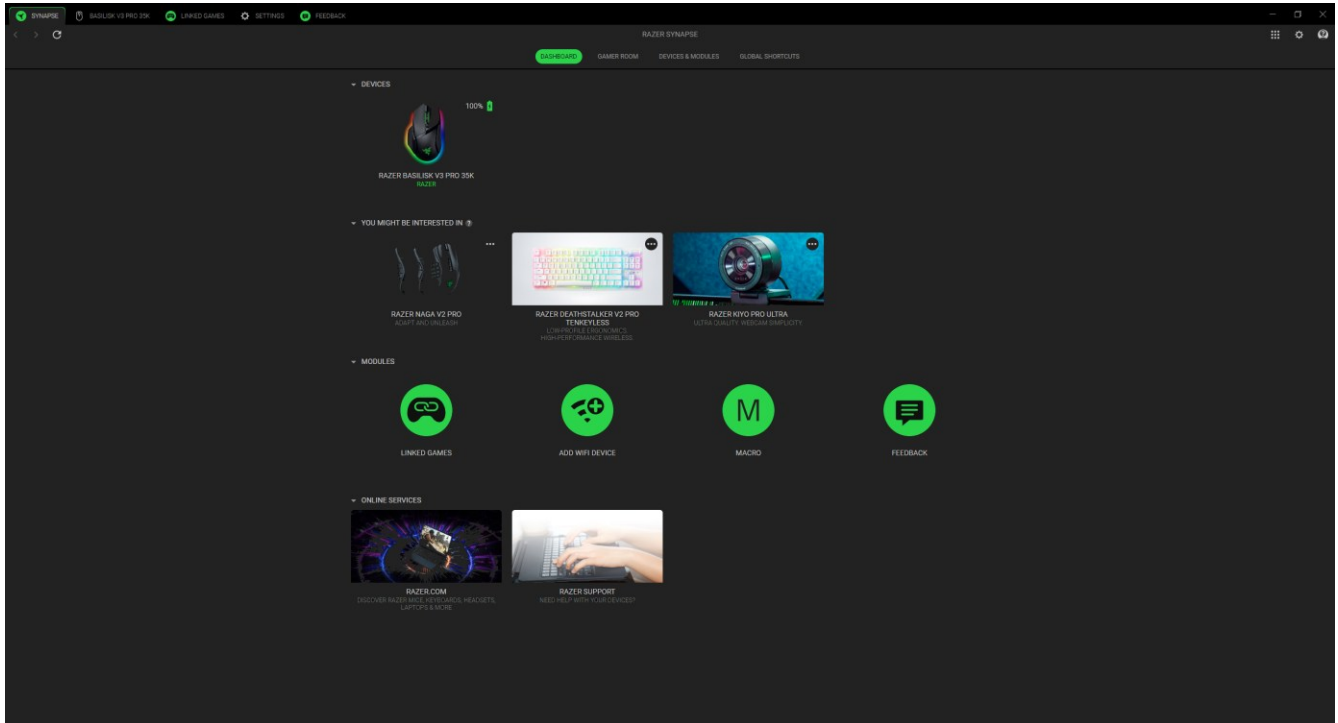 SYNAPSE
BASILISK V3 PRO 35K
LINKED GAMES
SETTINGS
FEEDBACK
RAZER SYNAPSE
DASHBOARD
GAMER ROOM
DEVICES & MODULES
GLOBAL SHORTCUTS
DEVICES
100%
RAZER BASILISK V3 PRO 35K
RAZER
YOU MIGHT BE INTERESTED IN
RAZER NAGA V2 PRO
ADAPT AND UNLEASH
RAZER DEATHSTALKER V2 PRO
TENKEYLESS
LOW-PROFILE ERGONOMICS.
HIGH-PERFORMANCE WIRELESS.
RAZER KIYO PRO ULTRA
ULTRA QUALITY. WEBCAM SIMPLICITY.
MODULES
LINKED GAMES
ADD WIFI DEVICE
M
MACRO
FEEDBACK
ONLINE SERVICES
RAZER.COM
DISCOVER RAZER MICE, KEYBOARDS, HEADSETS,
LAPTOPS & MORE
RAZER SUPPORT
NEED HELP WITH YOUR DEVICES?